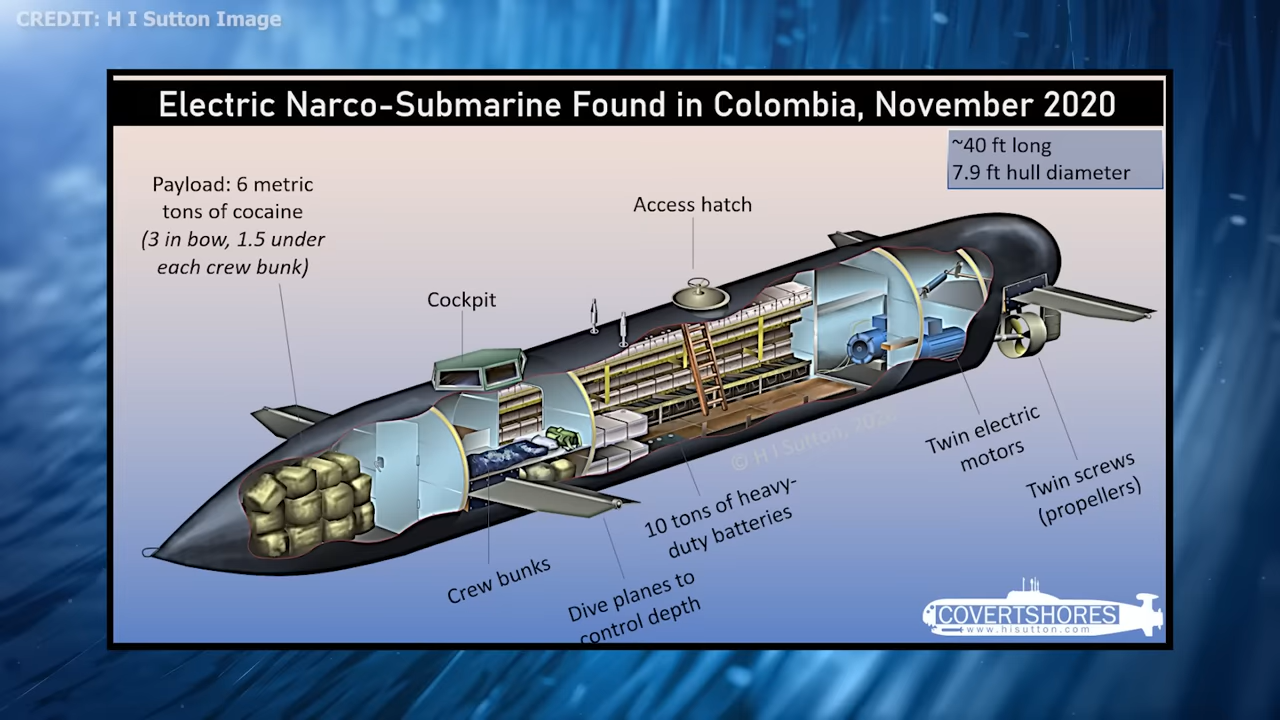 CREDIT: H I Sutton Image
Electric Narco-Submarine Found in Colombia, November 2020
~40 ft long
7.9 ft hull diameter
Payload: 6 metric
tons of cocaine
(3 in bow, 1.5 under
each crew bunk)
Access hatch
Cockpit
© H I Sutton, 2020
Twin electric
motors
Twin screws
(propellers)
10 tons of heavy-
duty batteries
Crew bunks
Dive planes to
control depth
COVERTSHORES
www.hisutton.com